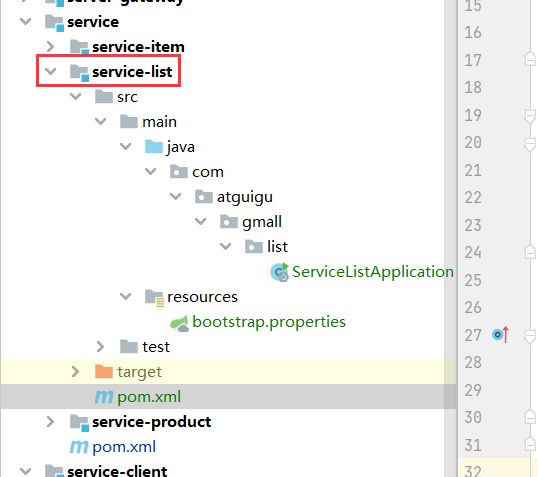 server-gateway
service
service-item
service-list
src
main
java
com
atguigu
gmall
list
ServiceListApplication
resources
bootstrap.properties
test
target
pom.xml
service-product
pom.xml
service-client
15
16
17
18
19
20
21
22
23
24
25
26
27
28
29
30
31
32